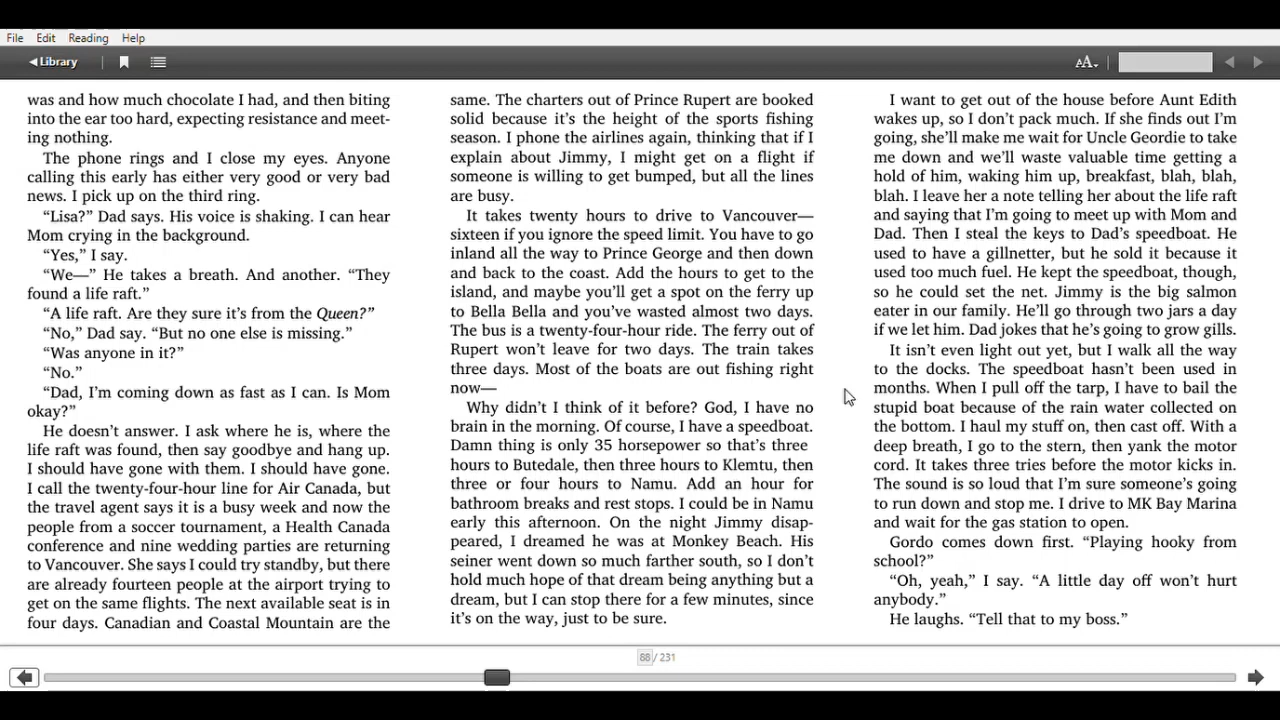 File Edit Reading Help
Library
AA
was and how much chocolate I had, and then biting
into the ear too hard, expecting resistance and meet-
ing nothing.
The phone rings and I close my eyes. Anyone
calling this early has either very good or very bad
news. I pick up on the third ring.
“Lisa?” Dad says. His voice is shaking. I can hear
Mom crying in the background.
“Yes,” I say.
“We—” He takes a breath. And another. “They
found a life raft.”
“A life raft. Are they sure it’s from the Queen?”
“No,” Dad say. “But no one else is missing.”
“Was anyone in it?”
“No.”
“Dad, I’m coming down as fast as I can. Is Mom
okay?”
He doesn’t answer. I ask where he is, where the
life raft was found, then say goodbye and hang up.
I should have gone with them. I should have gone.
I call the twenty-four-hour line for Air Canada, but
the travel agent says it is a busy week and now the
people from a soccer tournament, a Health Canada
conference and nine wedding parties are returning
to Vancouver. She says I could try standby, but there
are already fourteen people at the airport trying to
get on the same flights. The next available seat is in
four days. Canadian and Coastal Mountain are the
same. The charters out of Prince Rupert are booked
solid because it’s the height of the sports fishing
season. I phone the airlines again, thinking that if I
explain about Jimmy, I might get on a flight if
someone is willing to get bumped, but all the lines
are busy.
It takes twenty hours to drive to Vancouver—
sixteen if you ignore the speed limit. You have to go
inland all the way to Prince George and then down
and back to the coast. Add the hours to get to the
island, and maybe you’ll get a spot on the ferry up
to Bella Bella and you’ve wasted almost two days.
The bus is a twenty-four-hour ride. The ferry out of
Rupert won’t leave for two days. The train takes
three days. Most of the boats are out fishing right
now—
Why didn’t I think of it before? God, I have no
brain in the morning. Of course, I have a speedboat.
Damn thing is only 35 horsepower so that’s three
hours to Butedale, then three hours to Klemtu, then
three or four hours to Namu. Add an hour for
bathroom breaks and rest stops. I could be in Namu
early this afternoon. On the night Jimmy disap-
peared, I dreamed he was at Monkey Beach. His
seiner went down so much farther south, so I don’t
hold much hope of that dream being anything but a
dream, but I can stop there for a few minutes, since
it’s on the way, just to be sure.
I want to get out of the house before Aunt Edith
wakes up, so I don’t pack much. If she finds out I’m
going, she’ll make me wait for Uncle Geordie to take
me down and we’ll waste valuable time getting a
hold of him, waking him up, breakfast, blah, blah,
blah. I leave her a note telling her about the life raft
and saying that I’m going to meet up with Mom and
Dad. Then I steal the keys to Dad’s speedboat. He
used to have a gillnetter, but he sold it because it
used too much fuel. He kept the speedboat, though,
so he could set the net. Jimmy is the big salmon
eater in our family. He’ll go through two jars a day
if we let him. Dad jokes that he’s going to grow gills.
It isn’t even light out yet, but I walk all the way
to the docks. The speedboat hasn’t been used in
months. When I pull off the tarp, I have to bail the
stupid boat because of the rain water collected on
the bottom. I haul my stuff on, then cast off. With a
deep breath, I go to the stern, then yank the motor
cord. It takes three tries before the motor kicks in.
The sound is so loud that I’m sure someone’s going
to run down and stop me. I drive to MK Bay Marina
and wait for the gas station to open.
Gordo comes down first. “Playing hooky from
school?”
“Oh, yeah,” I say. “A little day off won’t hurt
anybody.”
He laughs. “Tell that to my boss.”
88 / 231